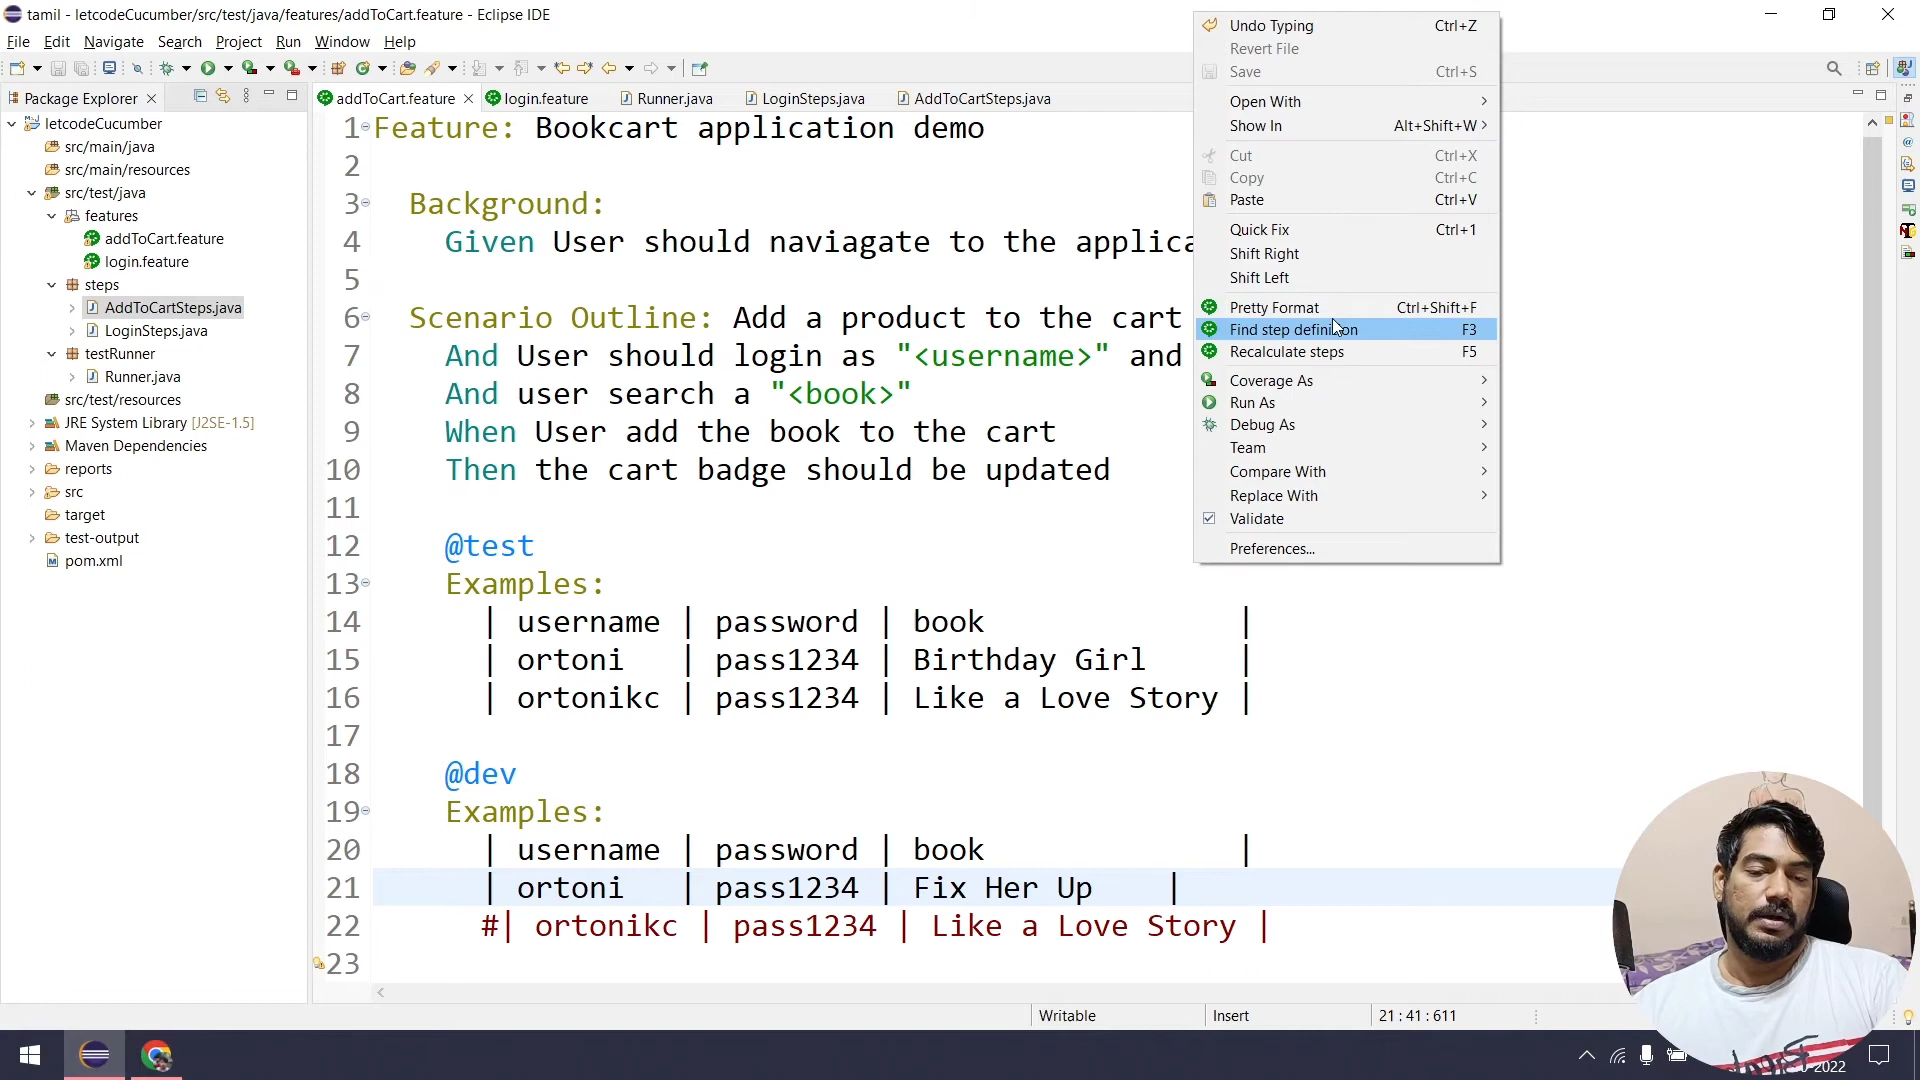 tamil - letcodeCucumber/src/test/java/features/addToCart.feature - Eclipse IDE
File Edit Navigate Search Project Run Window Help
Package Explorer
addToCart.feature
login.feature
Runner.java
LoginSteps.java
AddToCartSteps.java
letcodeCucumber
src/main/java
src/main/resources
src/test/java
features
addToCart.feature
login.feature
steps
AddToCartSteps.java
LoginSteps.java
testRunner
Runner.java
src/test/resources
JRE System Library [J2SE-1.5]
Maven Dependencies
reports
src
target
test-output
pom.xml
1 Feature: Bookcart application demo
2
3 Background:
4 Given User should naviagate to the applica
5
6 Scenario Outline: Add a product to the cart
7 And User should login as "<username>" and
8 And user search a "<book>"
9 When User add the book to the cart
10 Then the cart badge should be updated
11
12 @test
13 Examples:
14 | username | password | book |
15 | ortoni | pass1234 | Birthday Girl |
16 | ortonikc | pass1234 | Like a Love Story |
17
18 @dev
19 Examples:
20 | username | password | book |
21 | ortoni | pass1234 | Fix Her Up |
22 #| ortonikc | pass1234 | Like a Love Story |
23
Undo Typing Ctrl+Z
Revert File
Save Ctrl+S
Open With
Show In Alt+Shift+W
Cut Ctrl+X
Copy Ctrl+C
Paste Ctrl+V
Quick Fix Ctrl+1
Shift Right
Shift Left
Pretty Format Ctrl+Shift+F
Find step definition F3
Recalculate steps F5
Coverage As
Run As
Debug As
Team
Compare With
Replace With
Validate
Preferences...
Writable
Insert
21 : 41 : 611